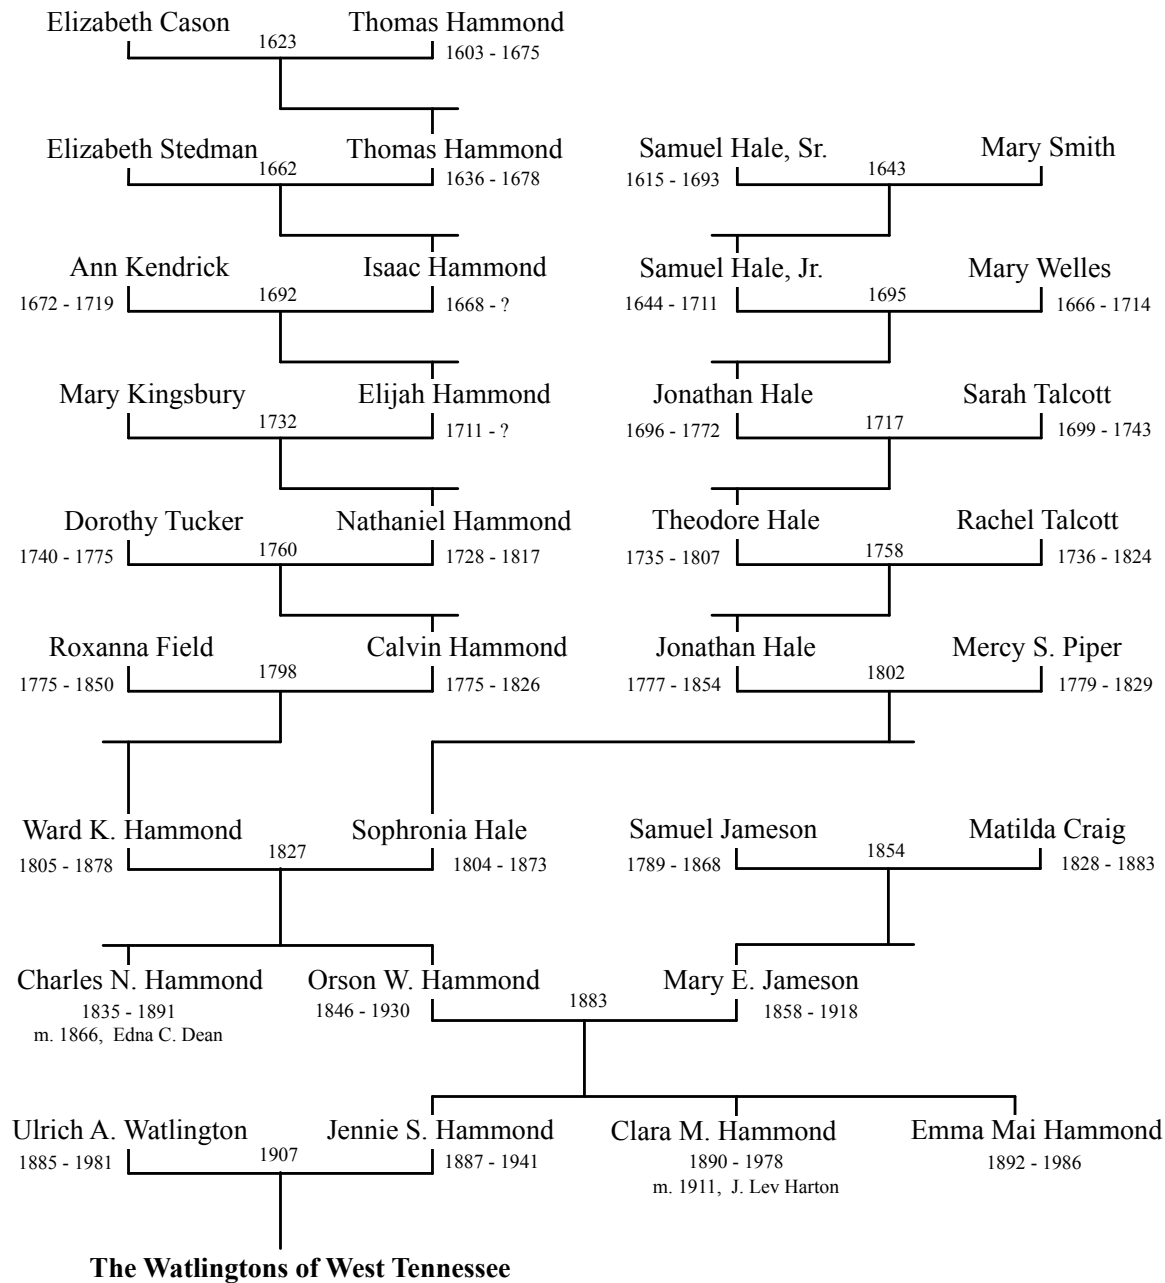 Elizabeth Cason Thomas Hammond
1623
1603 - 1675
Elizabeth Stedman Thomas Hammond Samuel Hale, Sr. Mary Smith
1662 1643
1636 - 1678 1615 - 1693
Ann Kendrick Isaac Hammond Samuel Hale, Jr. Mary Welles
1692 1695
1672 - 1719 1668 - ? 1644 - 1711 1666 - 1714
Mary Kingsbury Elijah Hammond Jonathan Hale Sarah Talcott
1732 1717
1711 - ? 1696 - 1772 1699 - 1743
Dorothy Tucker Nathaniel Hammond Theodore Hale Rachel Talcott
1760 1758
1740 - 1775 1728 - 1817 1735 - 1807 1736 - 1824
Roxanna Field Calvin Hammond Jonathan Hale Mercy S. Piper
1798 1802
1775 - 1850 1775 - 1826 1777 - 1854 1779 - 1829
Ward K. Hammond Sophronia Hale Samuel Jameson Matilda Craig
1827 1854
1805 - 1878 1804 - 1873 1789 - 1868 1828 - 1883
Charles N. Hammond Orson W. Hammond Mary E. Jameson
1883
1835 - 1891 1846 - 1930 1858 - 1918
m. 1866, Edna C. Dean
Ulrich A. Watlington Jennie S. Hammond Clara M. Hammond Emma Mai Hammond
1907
1885 - 1981 1887 - 1941 1890 - 1978 1892 - 1986
m. 1911, J. Lev Harton
The Watlingtons of West Tennessee